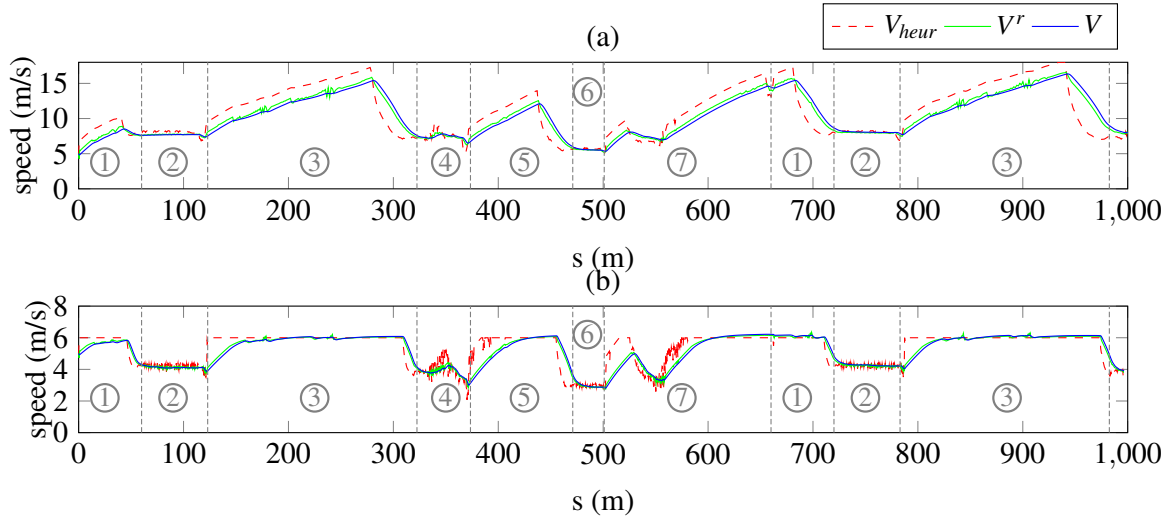 (a)
V_heur V^r V
speed (m/s)
15
10
5
0
① ② ③ ④ ⑤ ⑥ ⑦ ① ② ③
0 100 200 300 400 500 600 700 800 900 1,000
s (m)
(b)
speed (m/s)
8
6
4
2
0
① ② ③ ④ ⑤ ⑥ ⑦ ① ② ③
0 100 200 300 400 500 600 700 800 900 1,000
s (m)